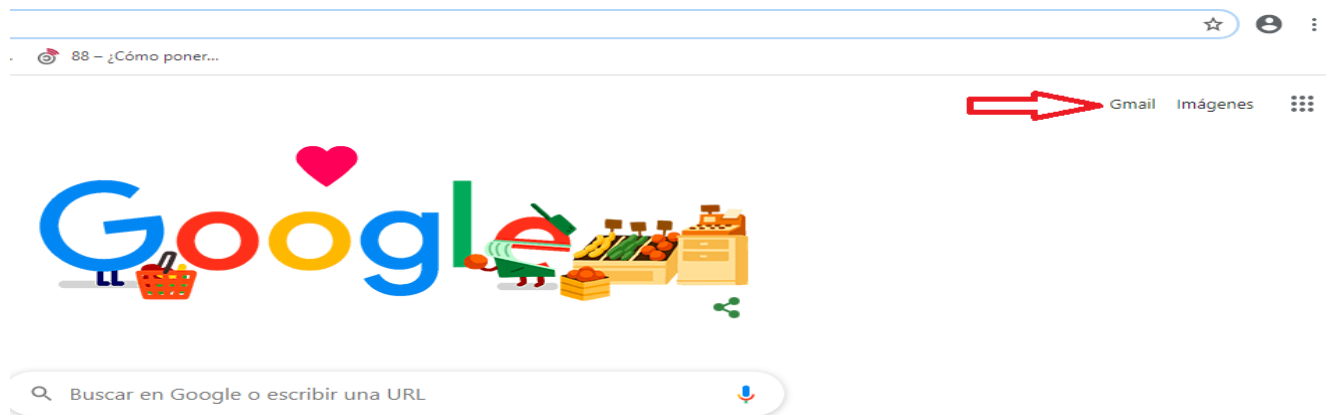 88 – ¿Cómo poner...
Gmail Imágenes
Google
Buscar en Google o escribir una URL